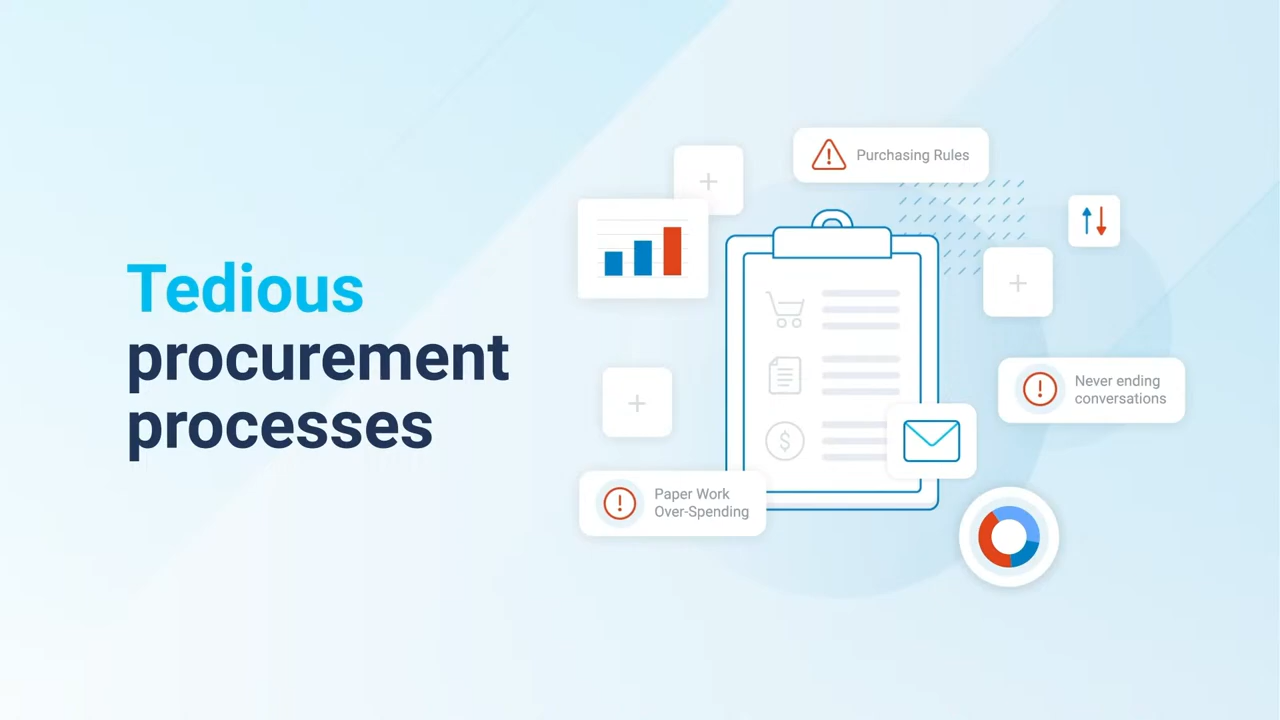 Tedious
procurement
processes
Purchasing Rules
Never ending
conversations
Paper Work
Over-Spending
$